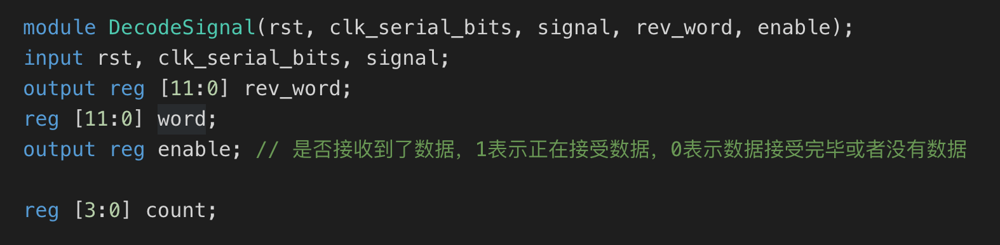 module DecodeSignal(rst, clk_serial_bits, signal, rev_word, enable);
input rst, clk_serial_bits, signal;
output reg [11:0] rev_word;
reg [11:0] word;
output reg enable; // 是否接收到了数据，1表示正在接受数据，0表示数据接受完毕或者没有数据
reg [3:0] count;